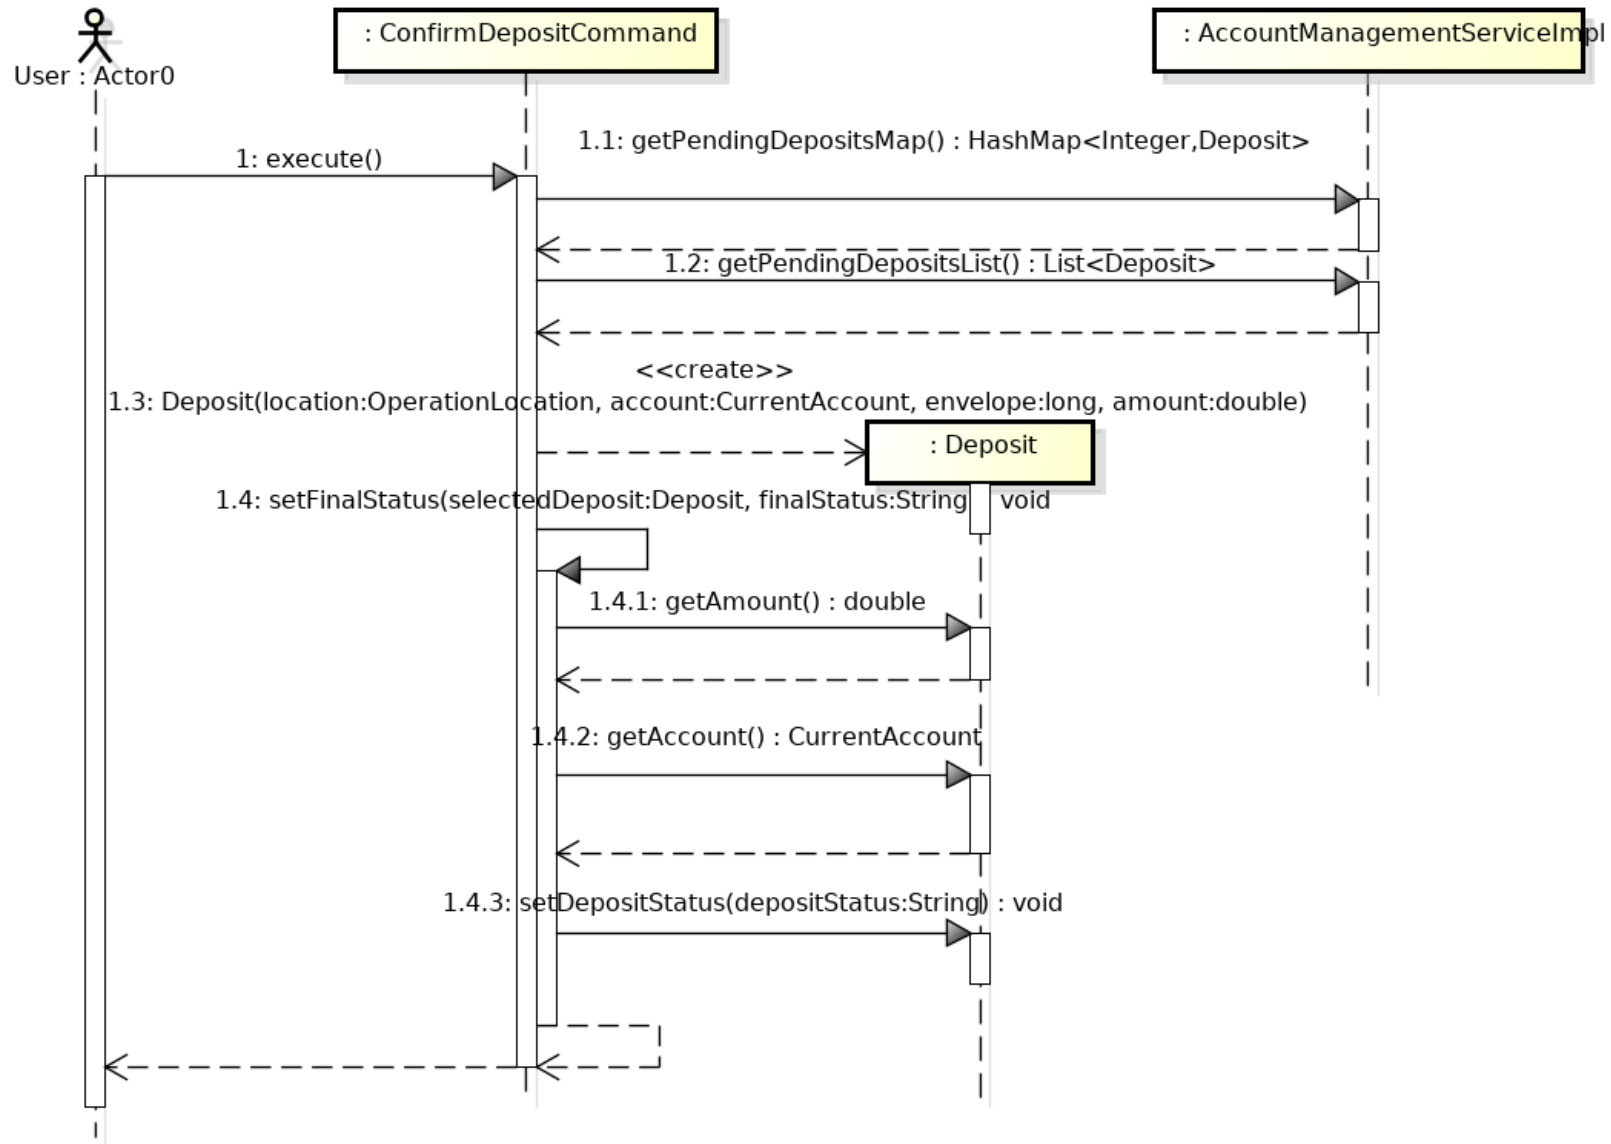 : ConfirmDepositCommand
: AccountManagementServiceImpl
User : Actor0
1.1: getPendingDepositsMap() : HashMap<Integer,Deposit>
1: execute()
1.2: getPendingDepositsList() : List<Deposit>
<<create>>
1.3: Deposit(location:OperationLocation, account:CurrentAccount, envelope:long, amount:double)
: Deposit
1.4: setFinalStatus(selectedDeposit:Deposit, finalStatus:String void
1.4.1: getAmount() : double
1.4.2: getAccount() : CurrentAccount
1.4.3: setDepositStatus(depositStatus:String) : void